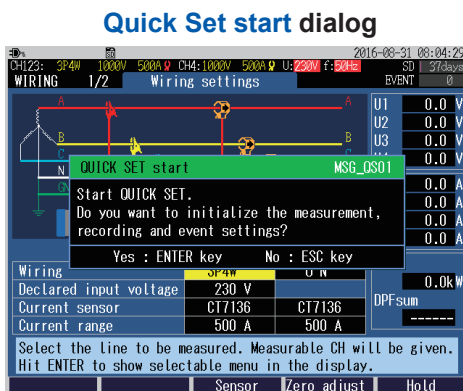 Quick Set start dialog
2016-08-31 08:04:29
CH123: 3P4W 1000V 500A CH4:1000V 500A U:230V f:50Hz SD 37days
WIRING 1/2 Wiring settings EVENT 0
A A U1 0.0 V
U2 0.0 V
B B U3 0.0 V
C 0.0 V
QUICK SET start MSG_QS01
N 0.0 A
Start QUICK SET.
0.0 A
Do you want to initialize the measurement,
0.0 A
recording and event settings?
0.0 A
Yes : ENTER key No : ESC key
Wiring 3P4W U N
0.0kW
Declared input voltage 230 V
DPFsum
Current sensor CT7136 CT7136
------
Current range 500 A 500 A
Select the line to be measured. Measurable CH will be given.
Hit ENTER to show selectable menu in the display.
Sensor Zero adjust Hold